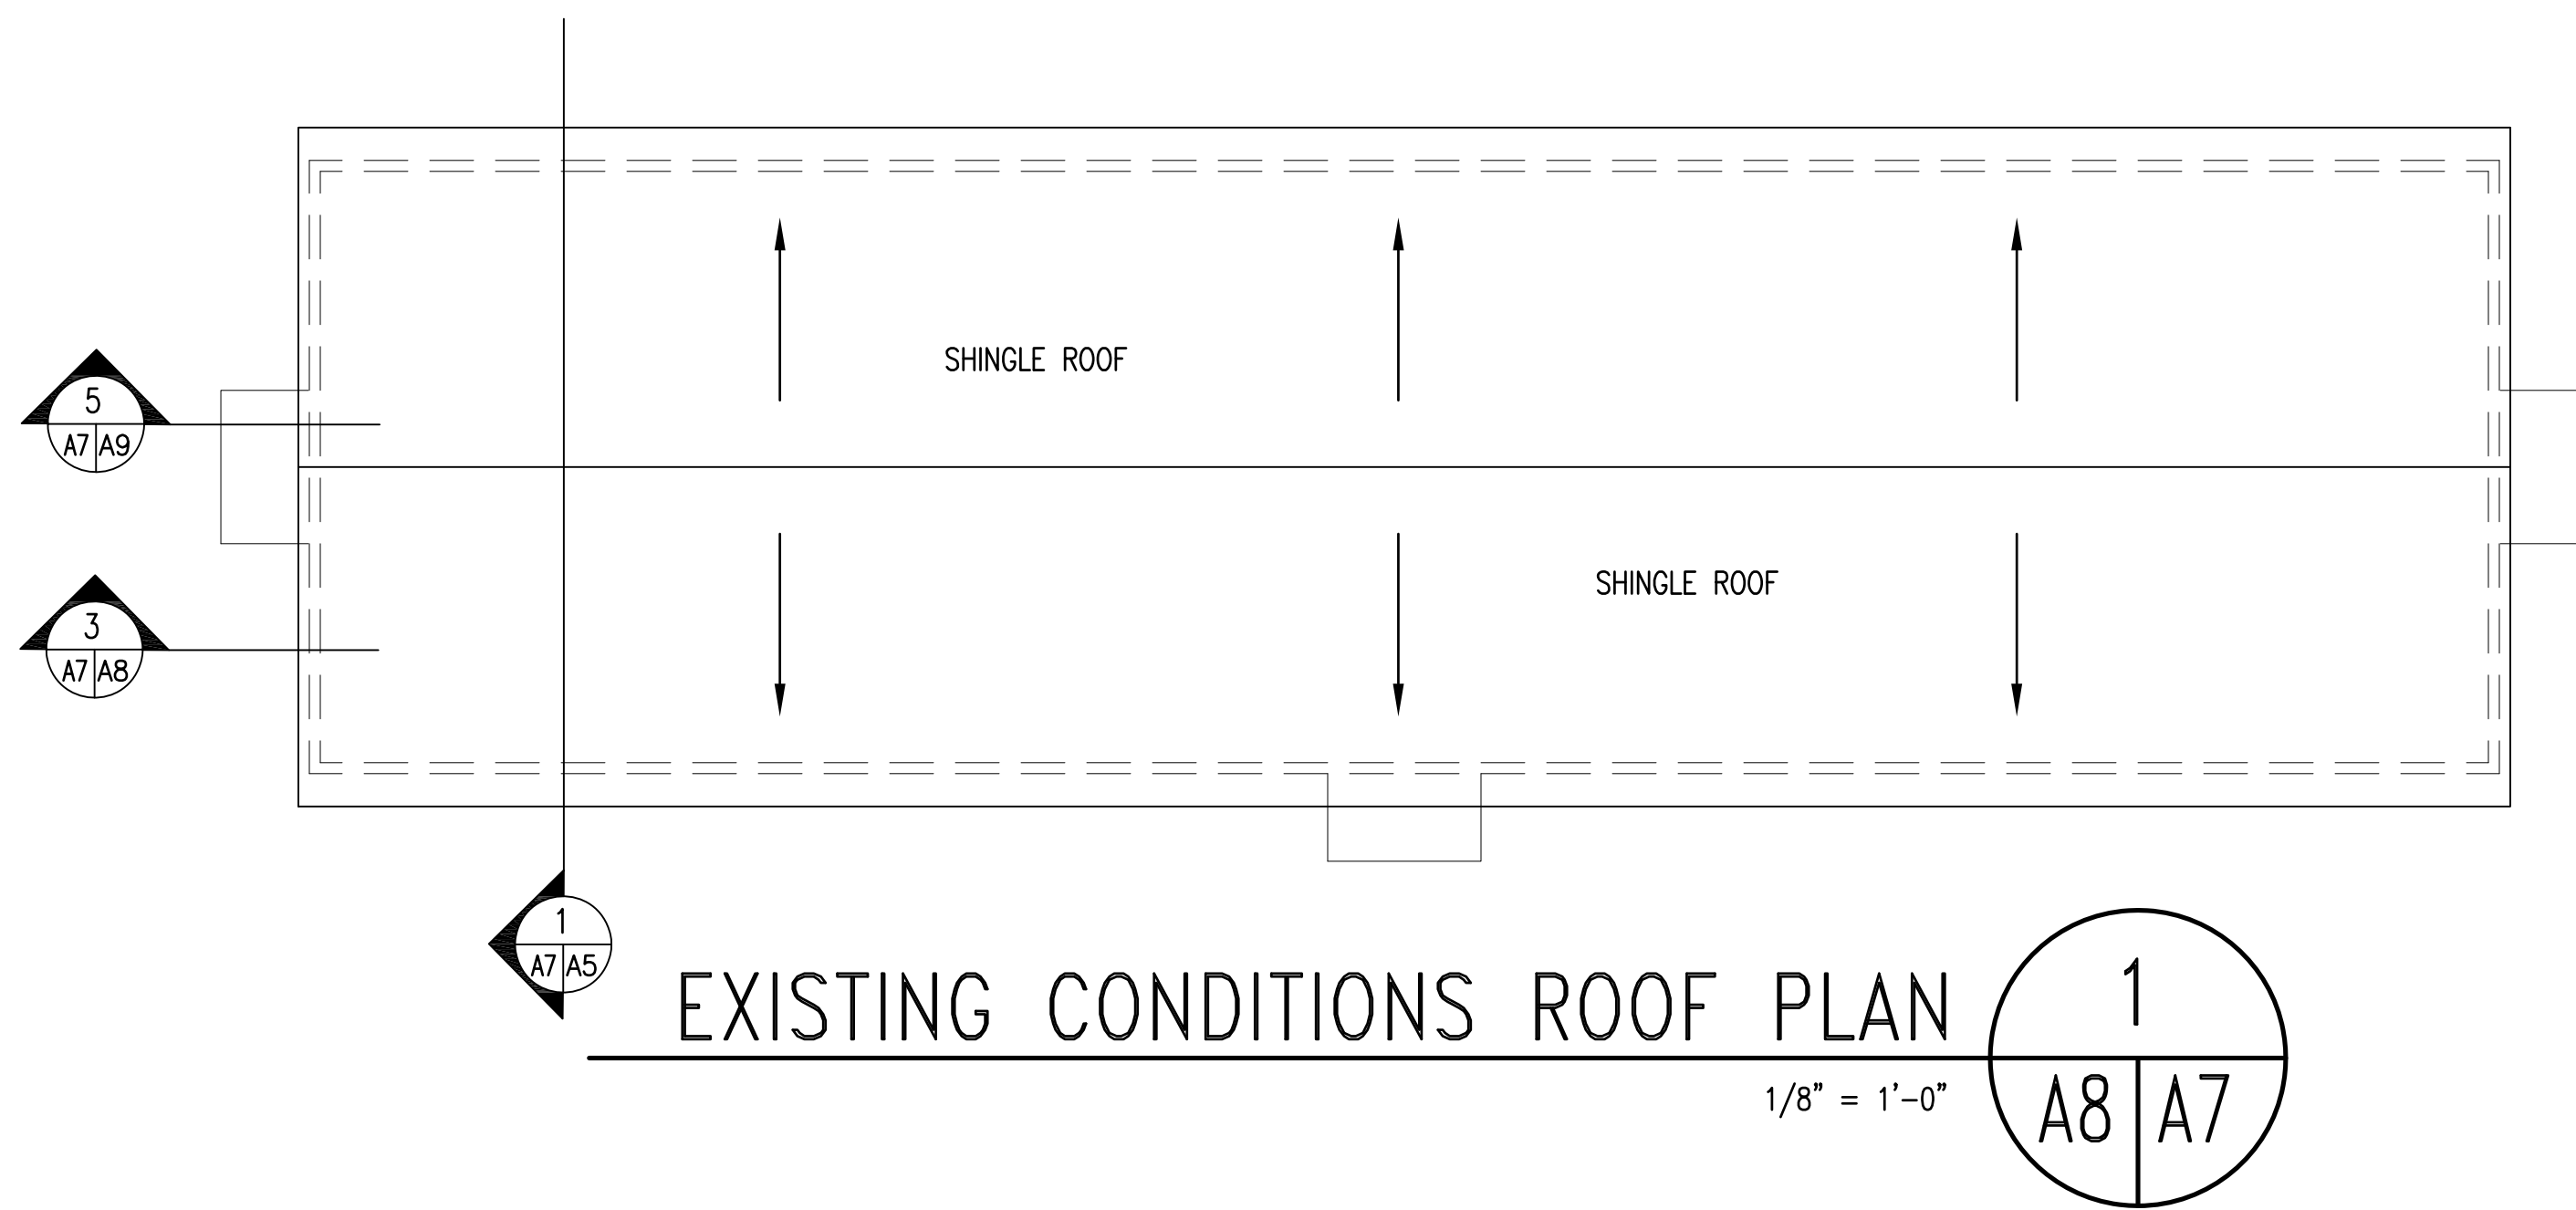 SHINGLE ROOF
5
A7 A9
SHINGLE ROOF
3
A7 A8
1
A7 A5
EXISTING CONDITIONS ROOF PLAN
1/8" = 1'-0"
1
A8 A7